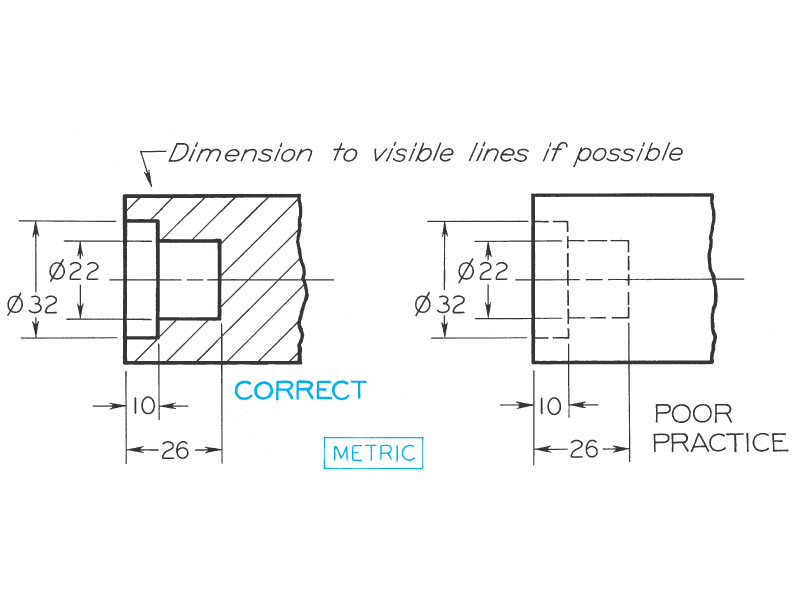 Dimension to visible lines if possible
Ø22
Ø32
10
26
CORRECT
METRIC
Ø22
Ø32
10
26
POOR
PRACTICE